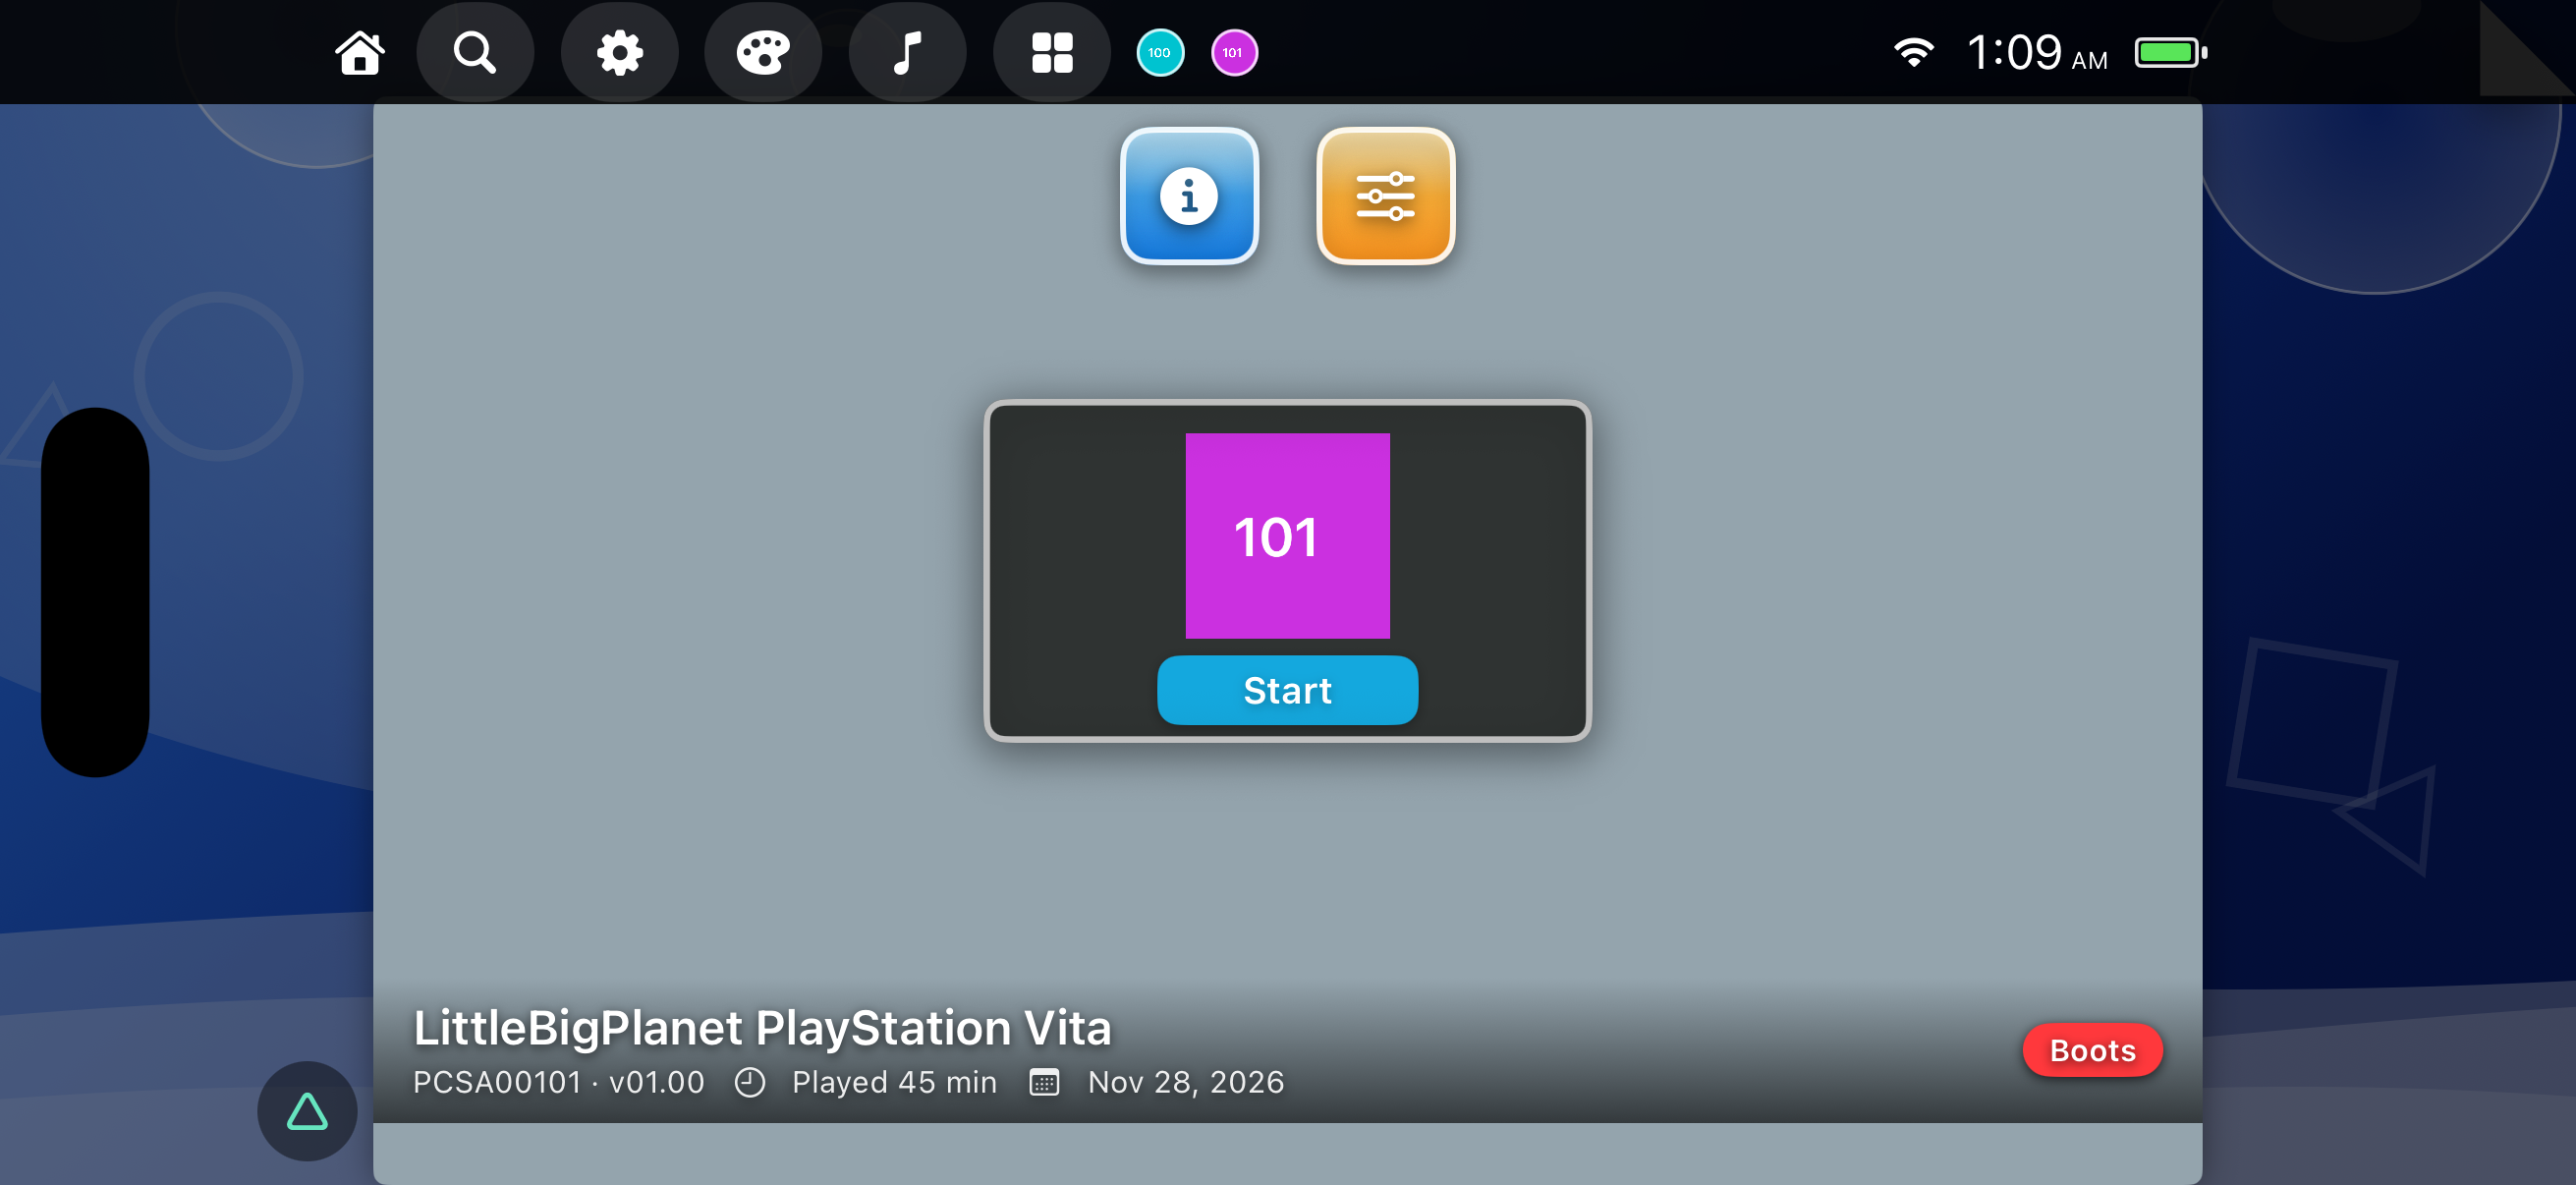 100
101
1:09 AM
101
Start
LittleBigPlanet PlayStation Vita
PCSA00101 · v01.00 Played 45 min Nov 28, 2026
Boots